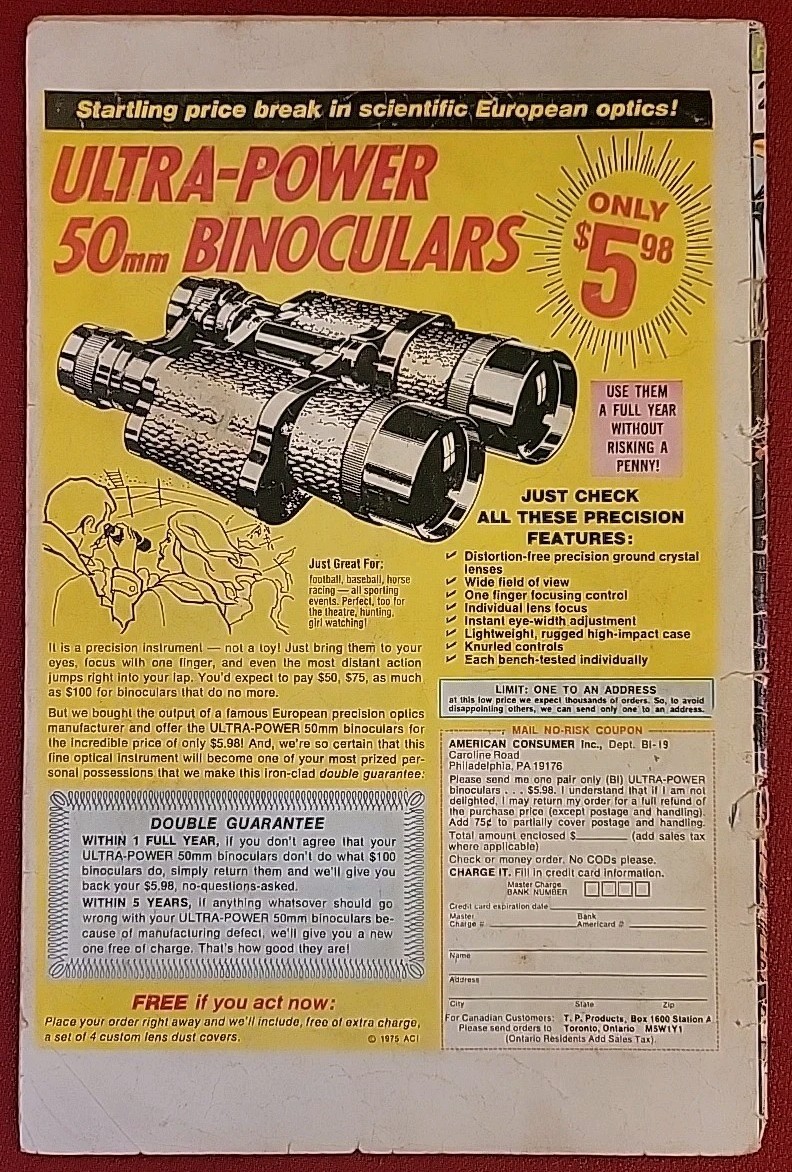 Startling price break in scientific European optics!
ULTRA-POWER
50mm BINOCULARS
ONLY
$5.98
USE THEM
A FULL YEAR
WITHOUT
RISKING A
PENNY!
JUST CHECK
ALL THESE PRECISION
FEATURES:
✓ Distortion-free precision ground crystal
lenses
✓ Wide field of view
✓ One finger focusing control
✓ Individual lens focus
✓ Instant eye-width adjustment
✓ Lightweight, rugged high-impact case
✓ Knurled controls
✓ Each bench-tested individually
Just Great For:
football, baseball, horse
racing — all sporting
events. Perfect, too for
the theatre, hunting,
girl watching!
It is a precision instrument — not a toy! Just bring them to your
eyes, focus with one finger, and even the most distant action
jumps right into your lap. You'd expect to pay $50, $75, as much
as $100 for binoculars that do no more.
But we bought the output of a famous European precision optics
manufacturer and offer the ULTRA-POWER 50mm binoculars for
the incredible price of only $5.98! And, we're so certain that this
fine optical instrument will become one of your most prized per-
sonal possessions that we make this iron-clad double guarantee:
DOUBLE GUARANTEE
WITHIN 1 FULL YEAR, if you don't agree that your
ULTRA-POWER 50mm binoculars don't do what $100
binoculars do, simply return them and we'll give you
back your $5.98, no-questions-asked.
WITHIN 5 YEARS, if anything whatsover should go
wrong with your ULTRA-POWER 50mm binoculars be-
cause of manufacturing defect, we'll give you a new
one free of charge. That's how good they are!
FREE if you act now:
Place your order right away and we'll include, free of extra charge,
a set of 4 custom lens dust covers.
© 1975 ACI
LIMIT: ONE TO AN ADDRESS
at this low price we expect thousands of orders. So, to avoid
disappointing others, we can send only one to an address.
MAIL NO-RISK COUPON
AMERICAN CONSUMER Inc., Dept. BI-19
Caroline Road
Philadelphia, PA 19176
Please send me one pair only (BI) ULTRA-POWER
binoculars . . . $5.98. I understand that if I am not
delighted, I may return my order for a full refund of
the purchase price (except postage and handling).
Add 75¢ to partially cover postage and handling.
Total amount enclosed $ (add sales tax
where applicable)
Check or money order. No CODs please.
CHARGE IT. Fill in credit card information.
Master Charge
BANK NUMBER
Credit card expiration date
Master
Charge #
Bank
Americard #
Name
Address
City State Zip
For Canadian Customers: T. P. Products, Box 1600 Station A
Please send orders to Toronto, Ontario M5W1Y1
(Ontario Residents Add Sales Tax).